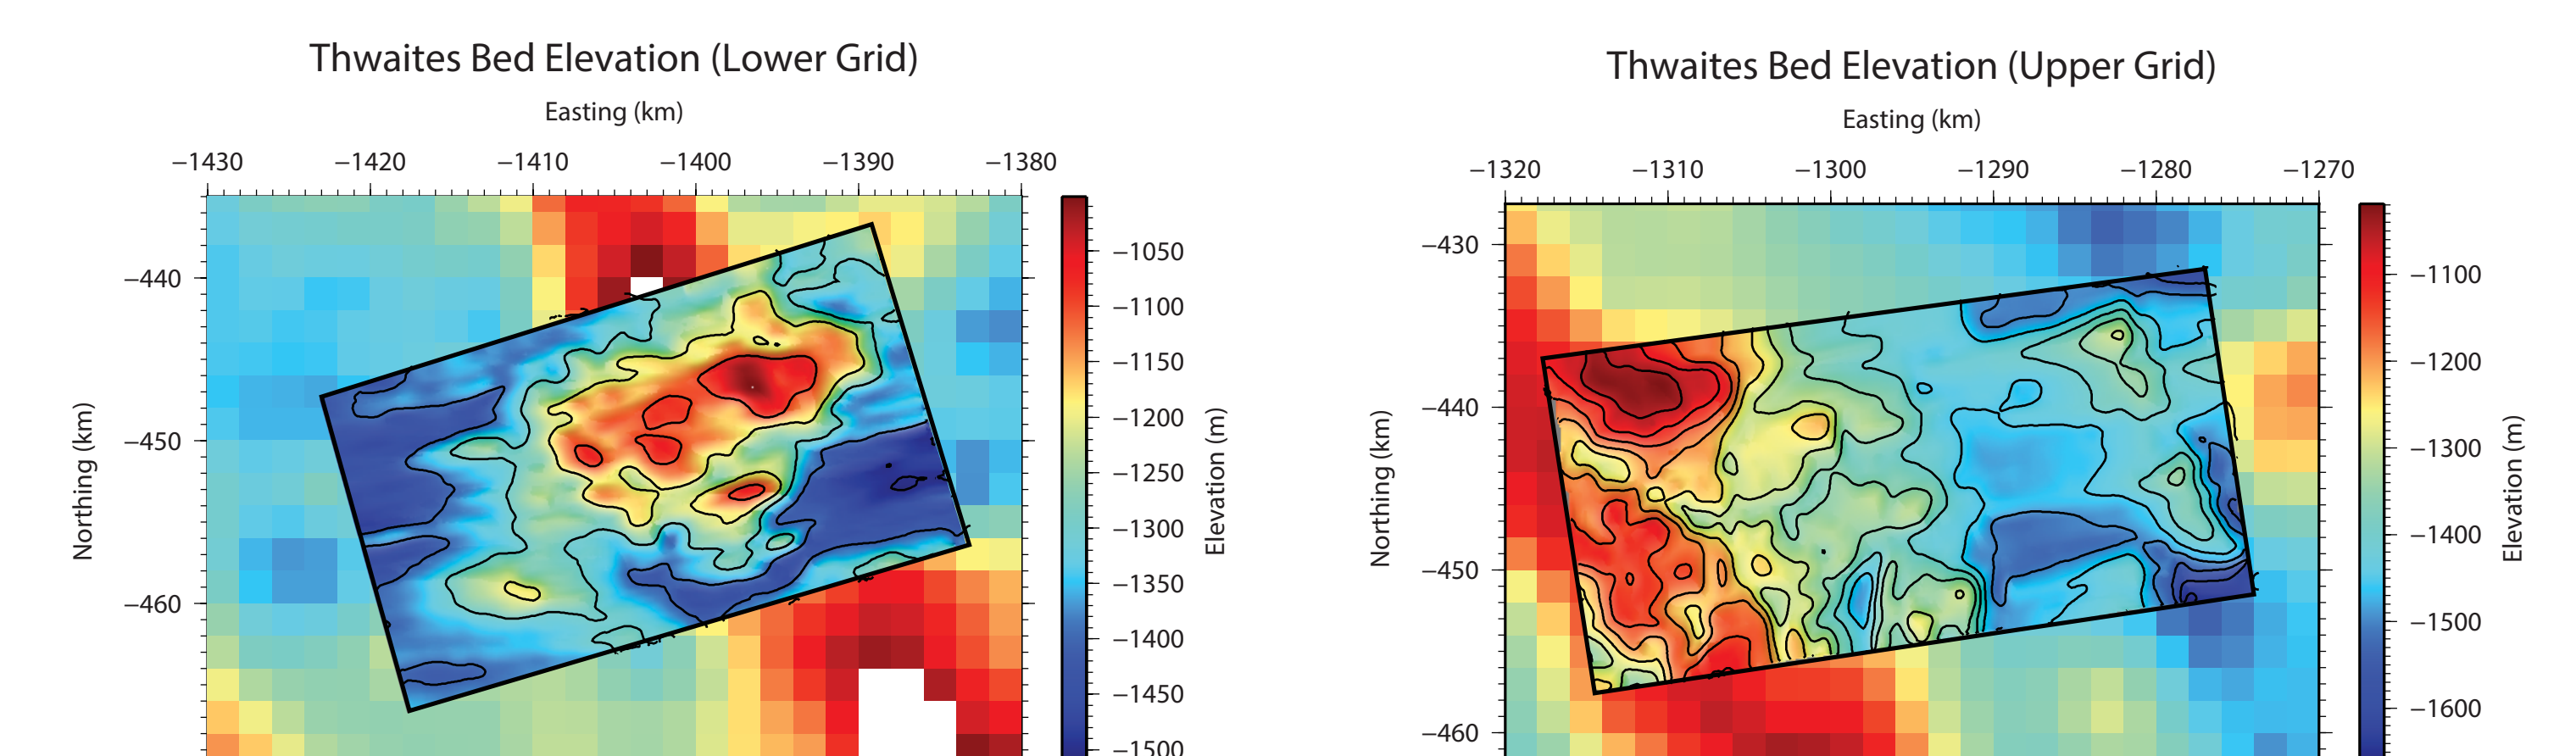 Thwaites Bed Elevation (Lower Grid)
Easting (km)
−1430 −1420 −1410 −1400 −1390 −1380
Northing (km)
−440
−450
−460
−1050
−1100
−1150
−1200
−1250
−1300
−1350
−1400
−1450
−1500
Elevation (m)
Thwaites Bed Elevation (Upper Grid)
Easting (km)
−1320 −1310 −1300 −1290 −1280 −1270
Northing (km)
−430
−440
−450
−460
−1100
−1200
−1300
−1400
−1500
−1600
Elevation (m)